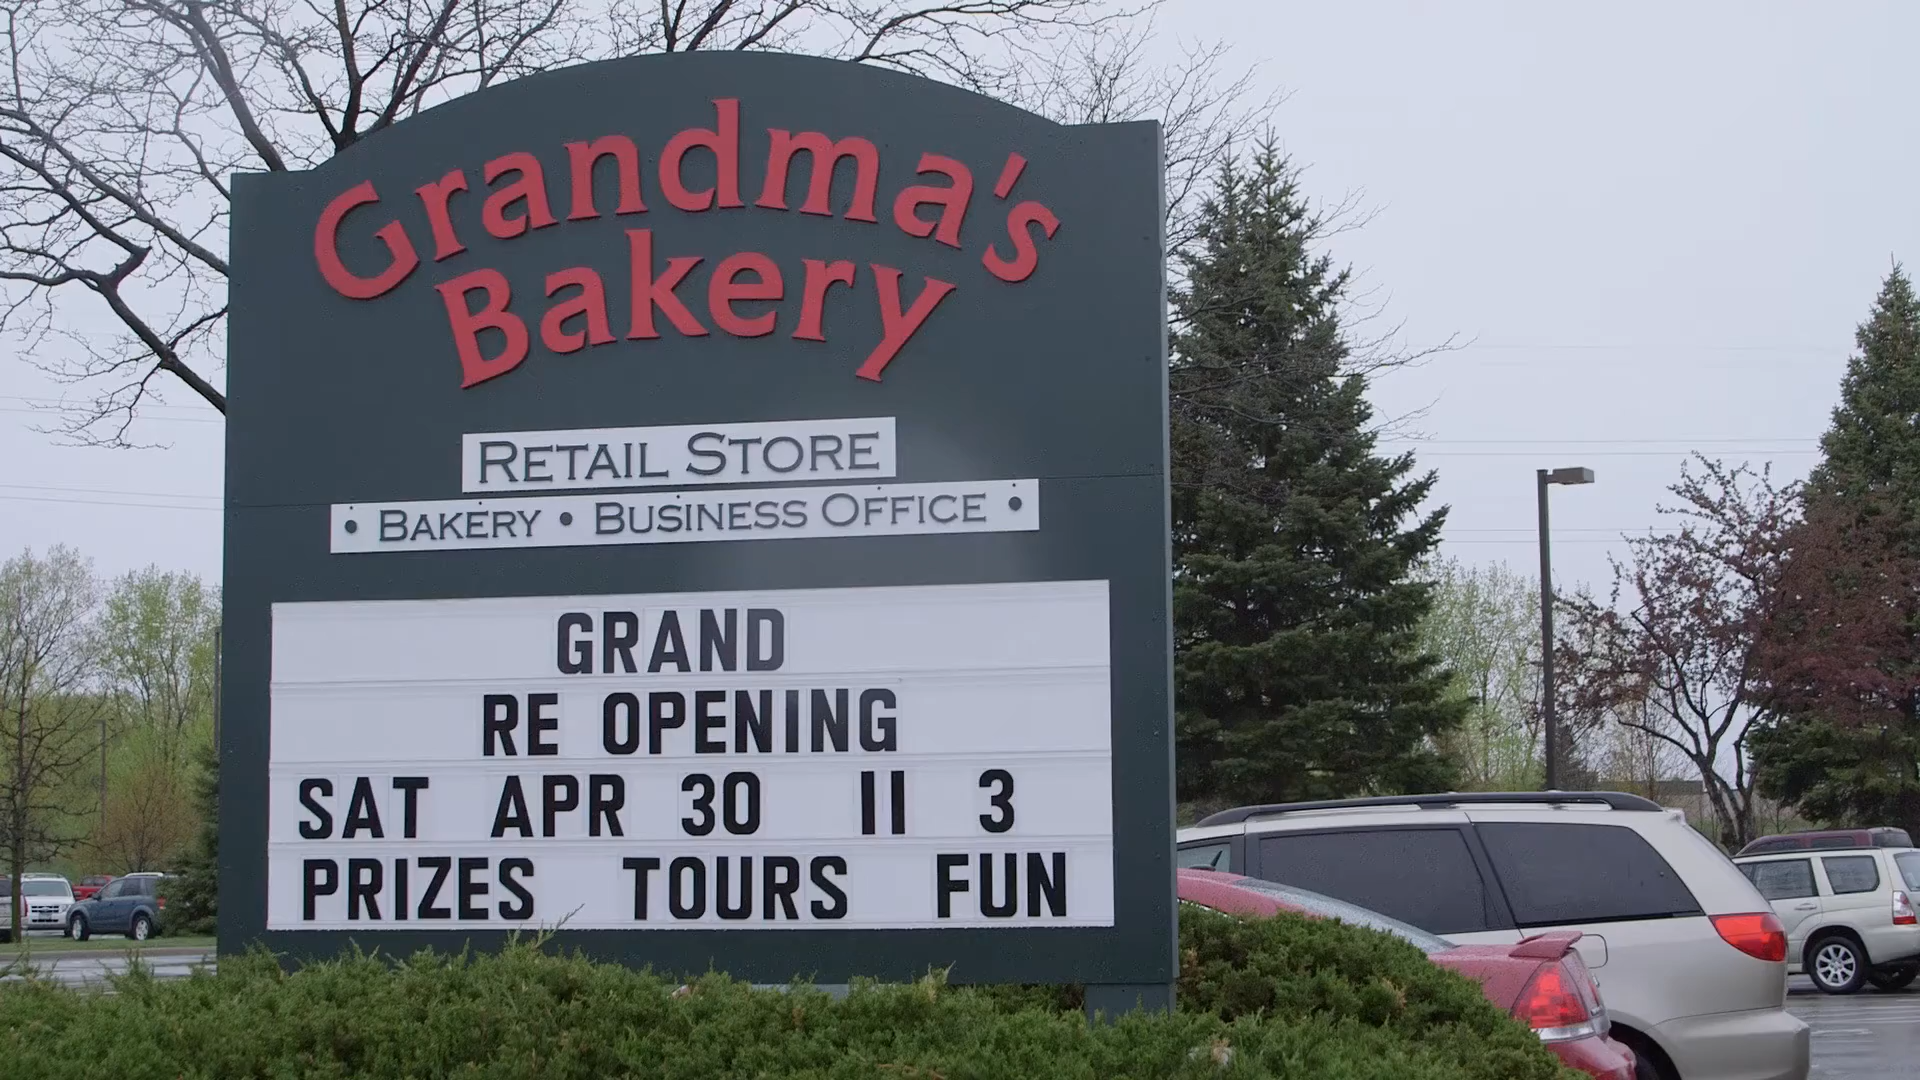 Grandma's
Bakery
RETAIL STORE
• BAKERY • BUSINESS OFFICE •
GRAND
RE OPENING
SAT APR 30 11 3
PRIZES TOURS FUN